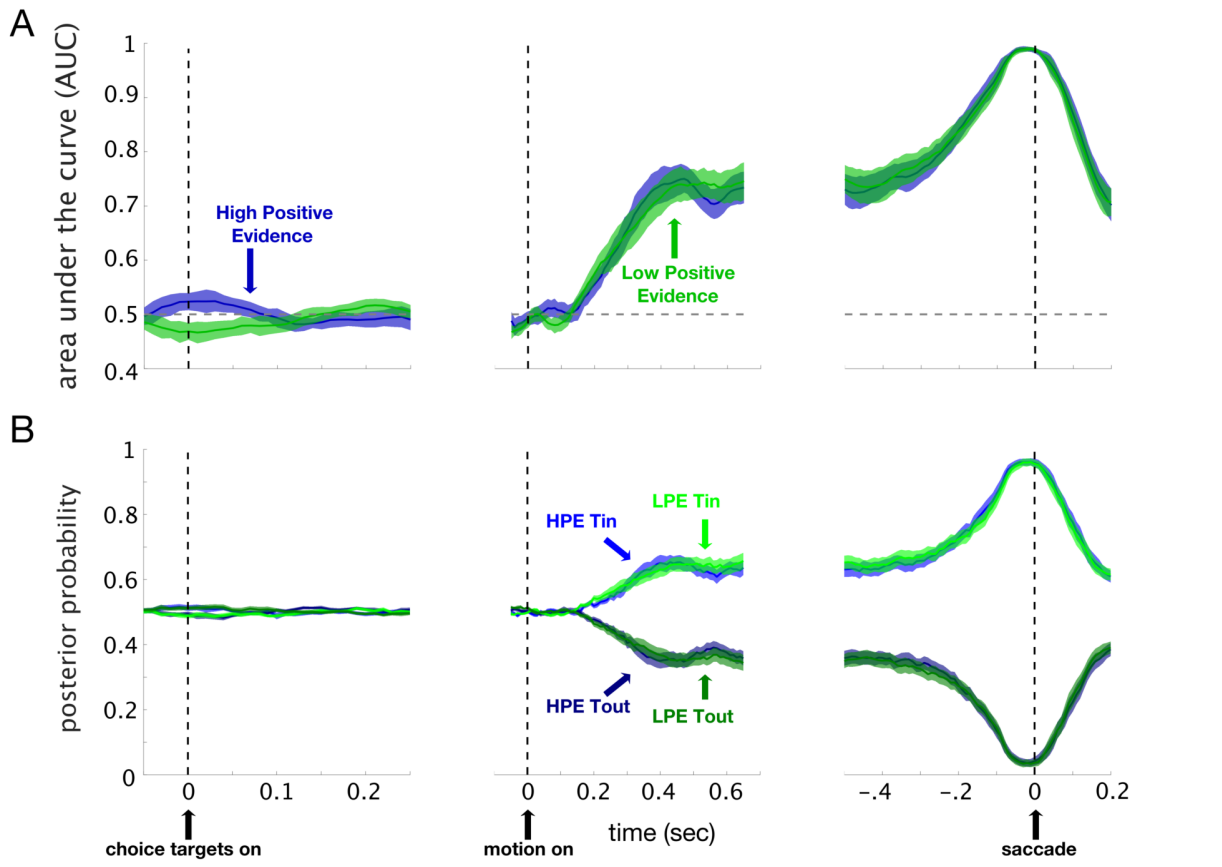 A
area under the curve (AUC)
1
0.9
0.8
0.7
0.6
0.5
0.4
High Positive
Evidence
Low Positive
Evidence
B
posterior probability
1
0.8
0.6
0.4
0.2
0
HPE Tin
LPE Tin
HPE Tout
LPE Tout
0 0.1 0.2
0 0.2 0.4 0.6
-.4 -.2 0 0.2
time (sec)
choice targets on
motion on
saccade